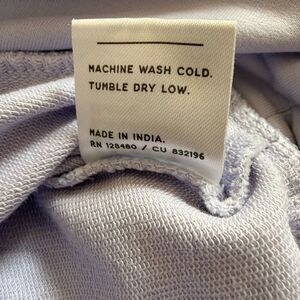 MACHINE WASH COLD.
TUMBLE DRY LOW.
MADE IN INDIA.
RN 128480 / CU 832196